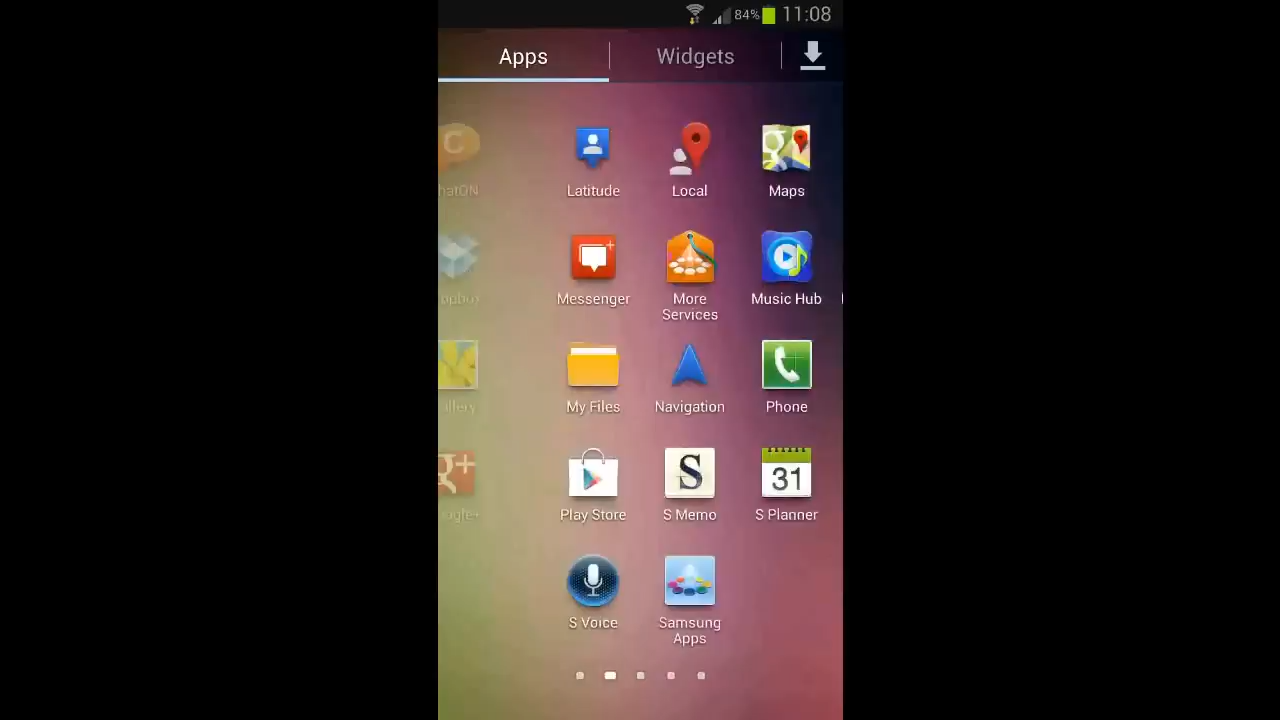 84% 11:08
Apps Widgets
hatON Latitude Local Maps
Messenger More Services Music Hub
My Files Navigation Phone
31
Play Store S Memo S Planner
S Voice Samsung Apps